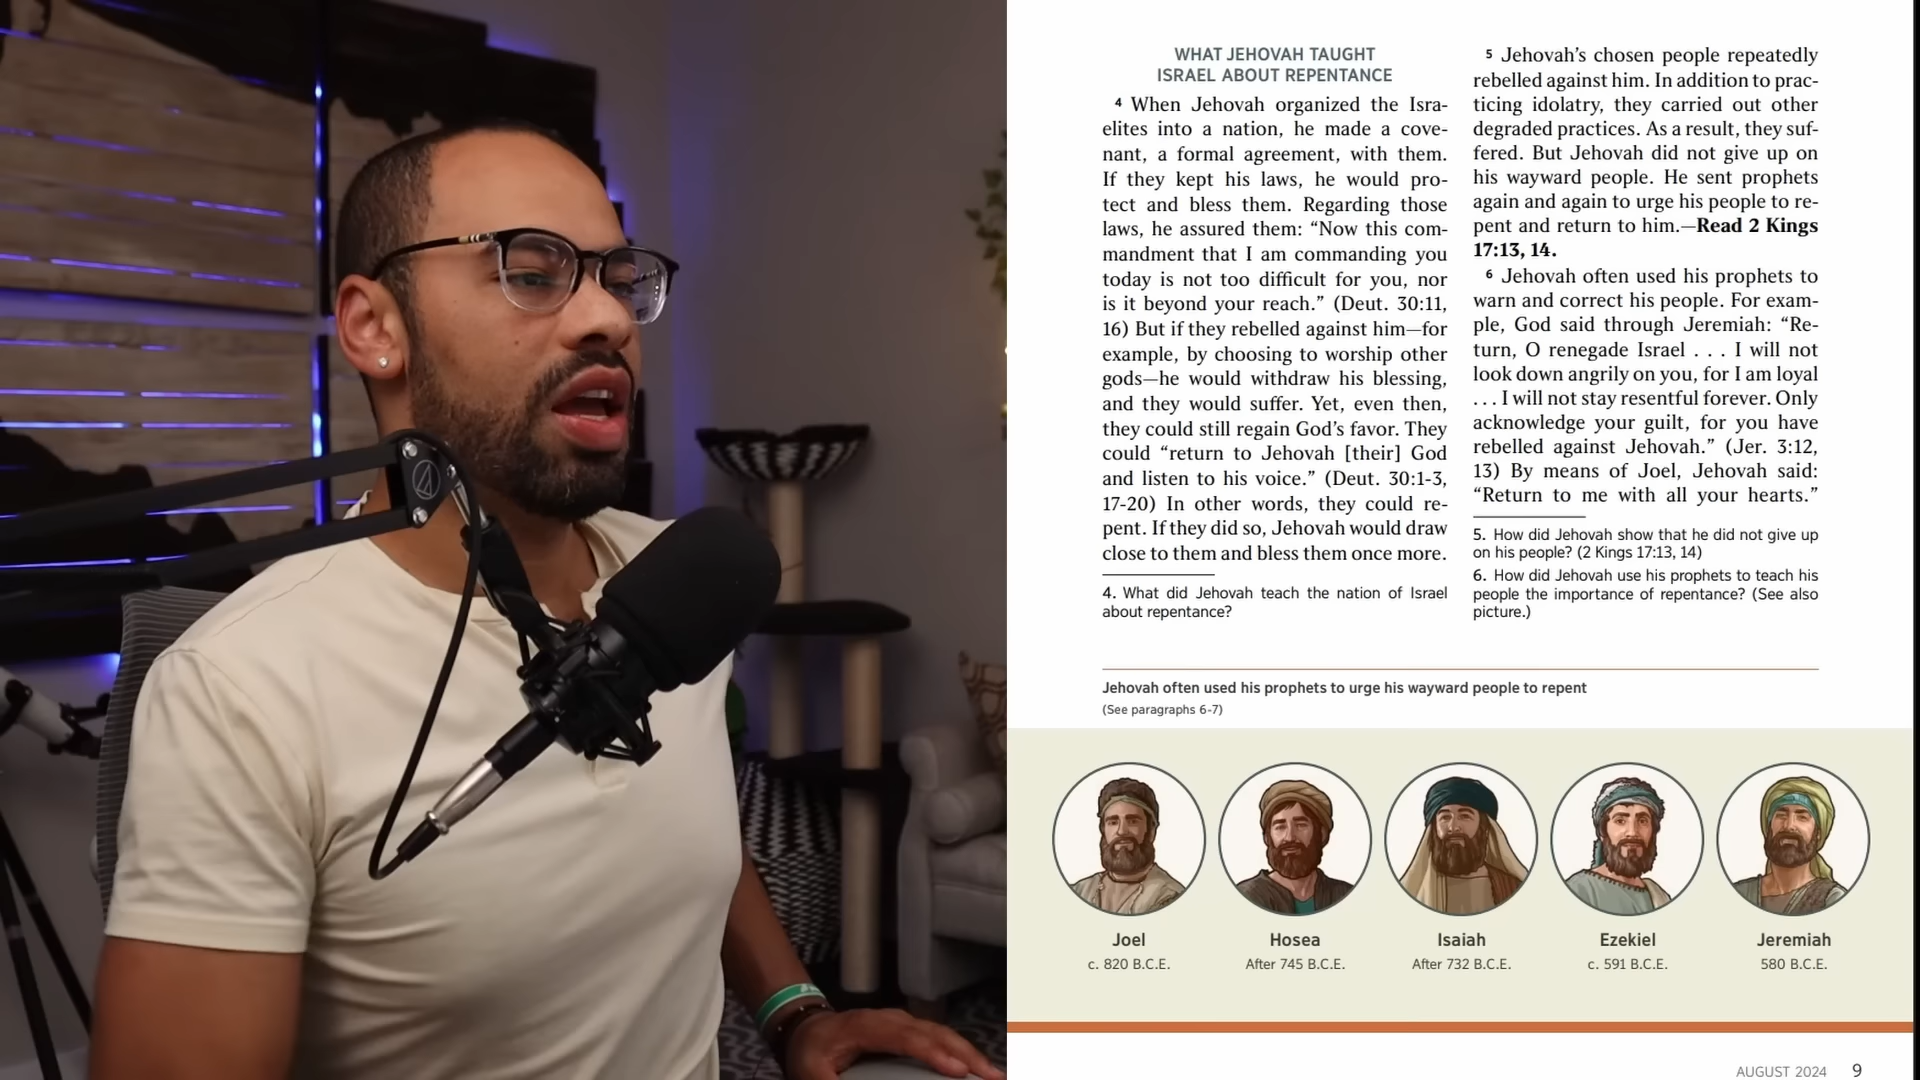 WHAT JEHOVAH TAUGHT
ISRAEL ABOUT REPENTANCE
4 When Jehovah organized the Isra-
elites into a nation, he made a cove-
nant, a formal agreement, with them.
If they kept his laws, he would pro-
tect and bless them. Regarding those
laws, he assured them: “Now this com-
mandment that I am commanding you
today is not too difficult for you, nor
is it beyond your reach.” (Deut. 30:11,
16) But if they rebelled against him—for
example, by choosing to worship other
gods—he would withdraw his blessing,
and they would suffer. Yet, even then,
they could still regain God’s favor. They
could “return to Jehovah [their] God
and listen to his voice.” (Deut. 30:1-3,
17-20) In other words, they could re-
pent. If they did so, Jehovah would draw
close to them and bless them once more.
4. What did Jehovah teach the nation of Israel
about repentance?
5 Jehovah’s chosen people repeatedly
rebelled against him. In addition to prac-
ticing idolatry, they carried out other
degraded practices. As a result, they suf-
fered. But Jehovah did not give up on
his wayward people. He sent prophets
again and again to urge his people to re-
pent and return to him.—Read 2 Kings
17:13, 14.
6 Jehovah often used his prophets to
warn and correct his people. For exam-
ple, God said through Jeremiah: “Re-
turn, O renegade Israel . . . I will not
look down angrily on you, for I am loyal
. . . I will not stay resentful forever. Only
acknowledge your guilt, for you have
rebelled against Jehovah.” (Jer. 3:12,
13) By means of Joel, Jehovah said:
“Return to me with all your hearts.”
5. How did Jehovah show that he did not give up
on his people? (2 Kings 17:13, 14)
6. How did Jehovah use his prophets to teach his
people the importance of repentance? (See also
picture.)
Jehovah often used his prophets to urge his wayward people to repent
(See paragraphs 6-7)
Joel
c. 820 B.C.E.
Hosea
After 745 B.C.E.
Isaiah
After 732 B.C.E.
Ezekiel
c. 591 B.C.E.
Jeremiah
580 B.C.E.
AUGUST 2024 9